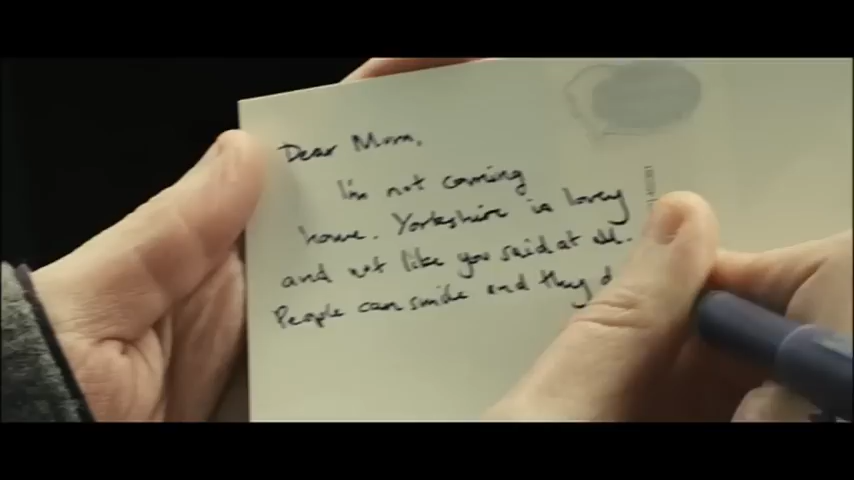 Dear Mum,
I'm not coming
home. Yorkshire is lovey
and not like you said at all.
People can smile and they d